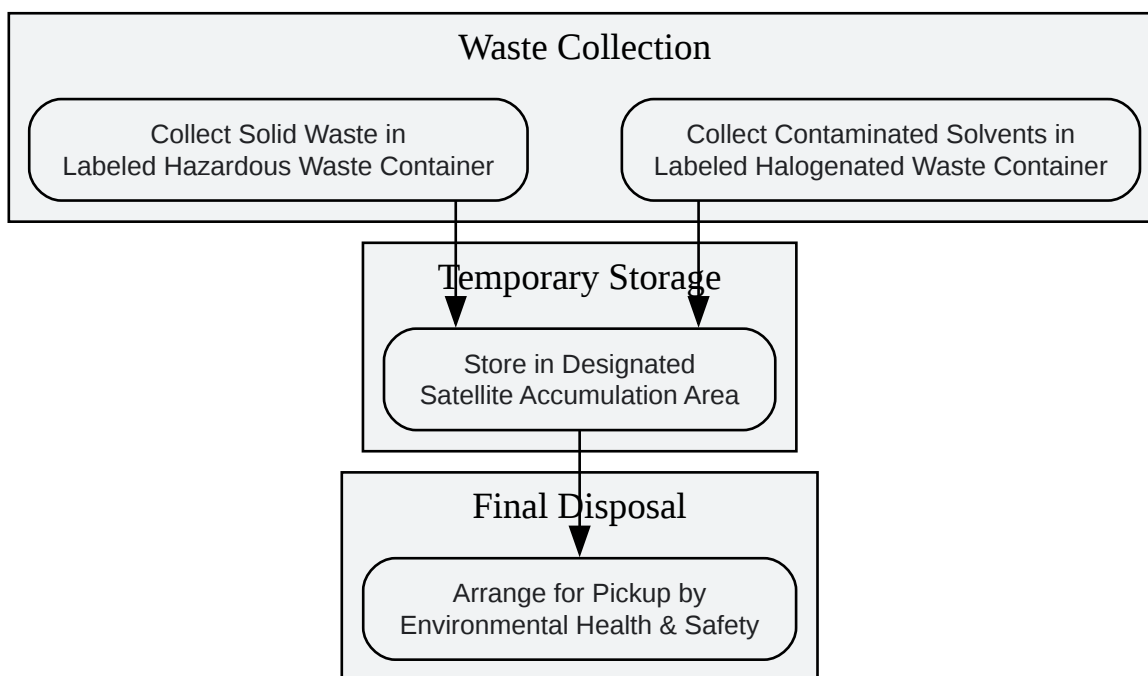 Waste Collection
Collect Solid Waste in
Labeled Hazardous Waste Container
Collect Contaminated Solvents in
Labeled Halogenated Waste Container
Temporary Storage
Store in Designated
Satellite Accumulation Area
Final Disposal
Arrange for Pickup by
Environmental Health & Safety